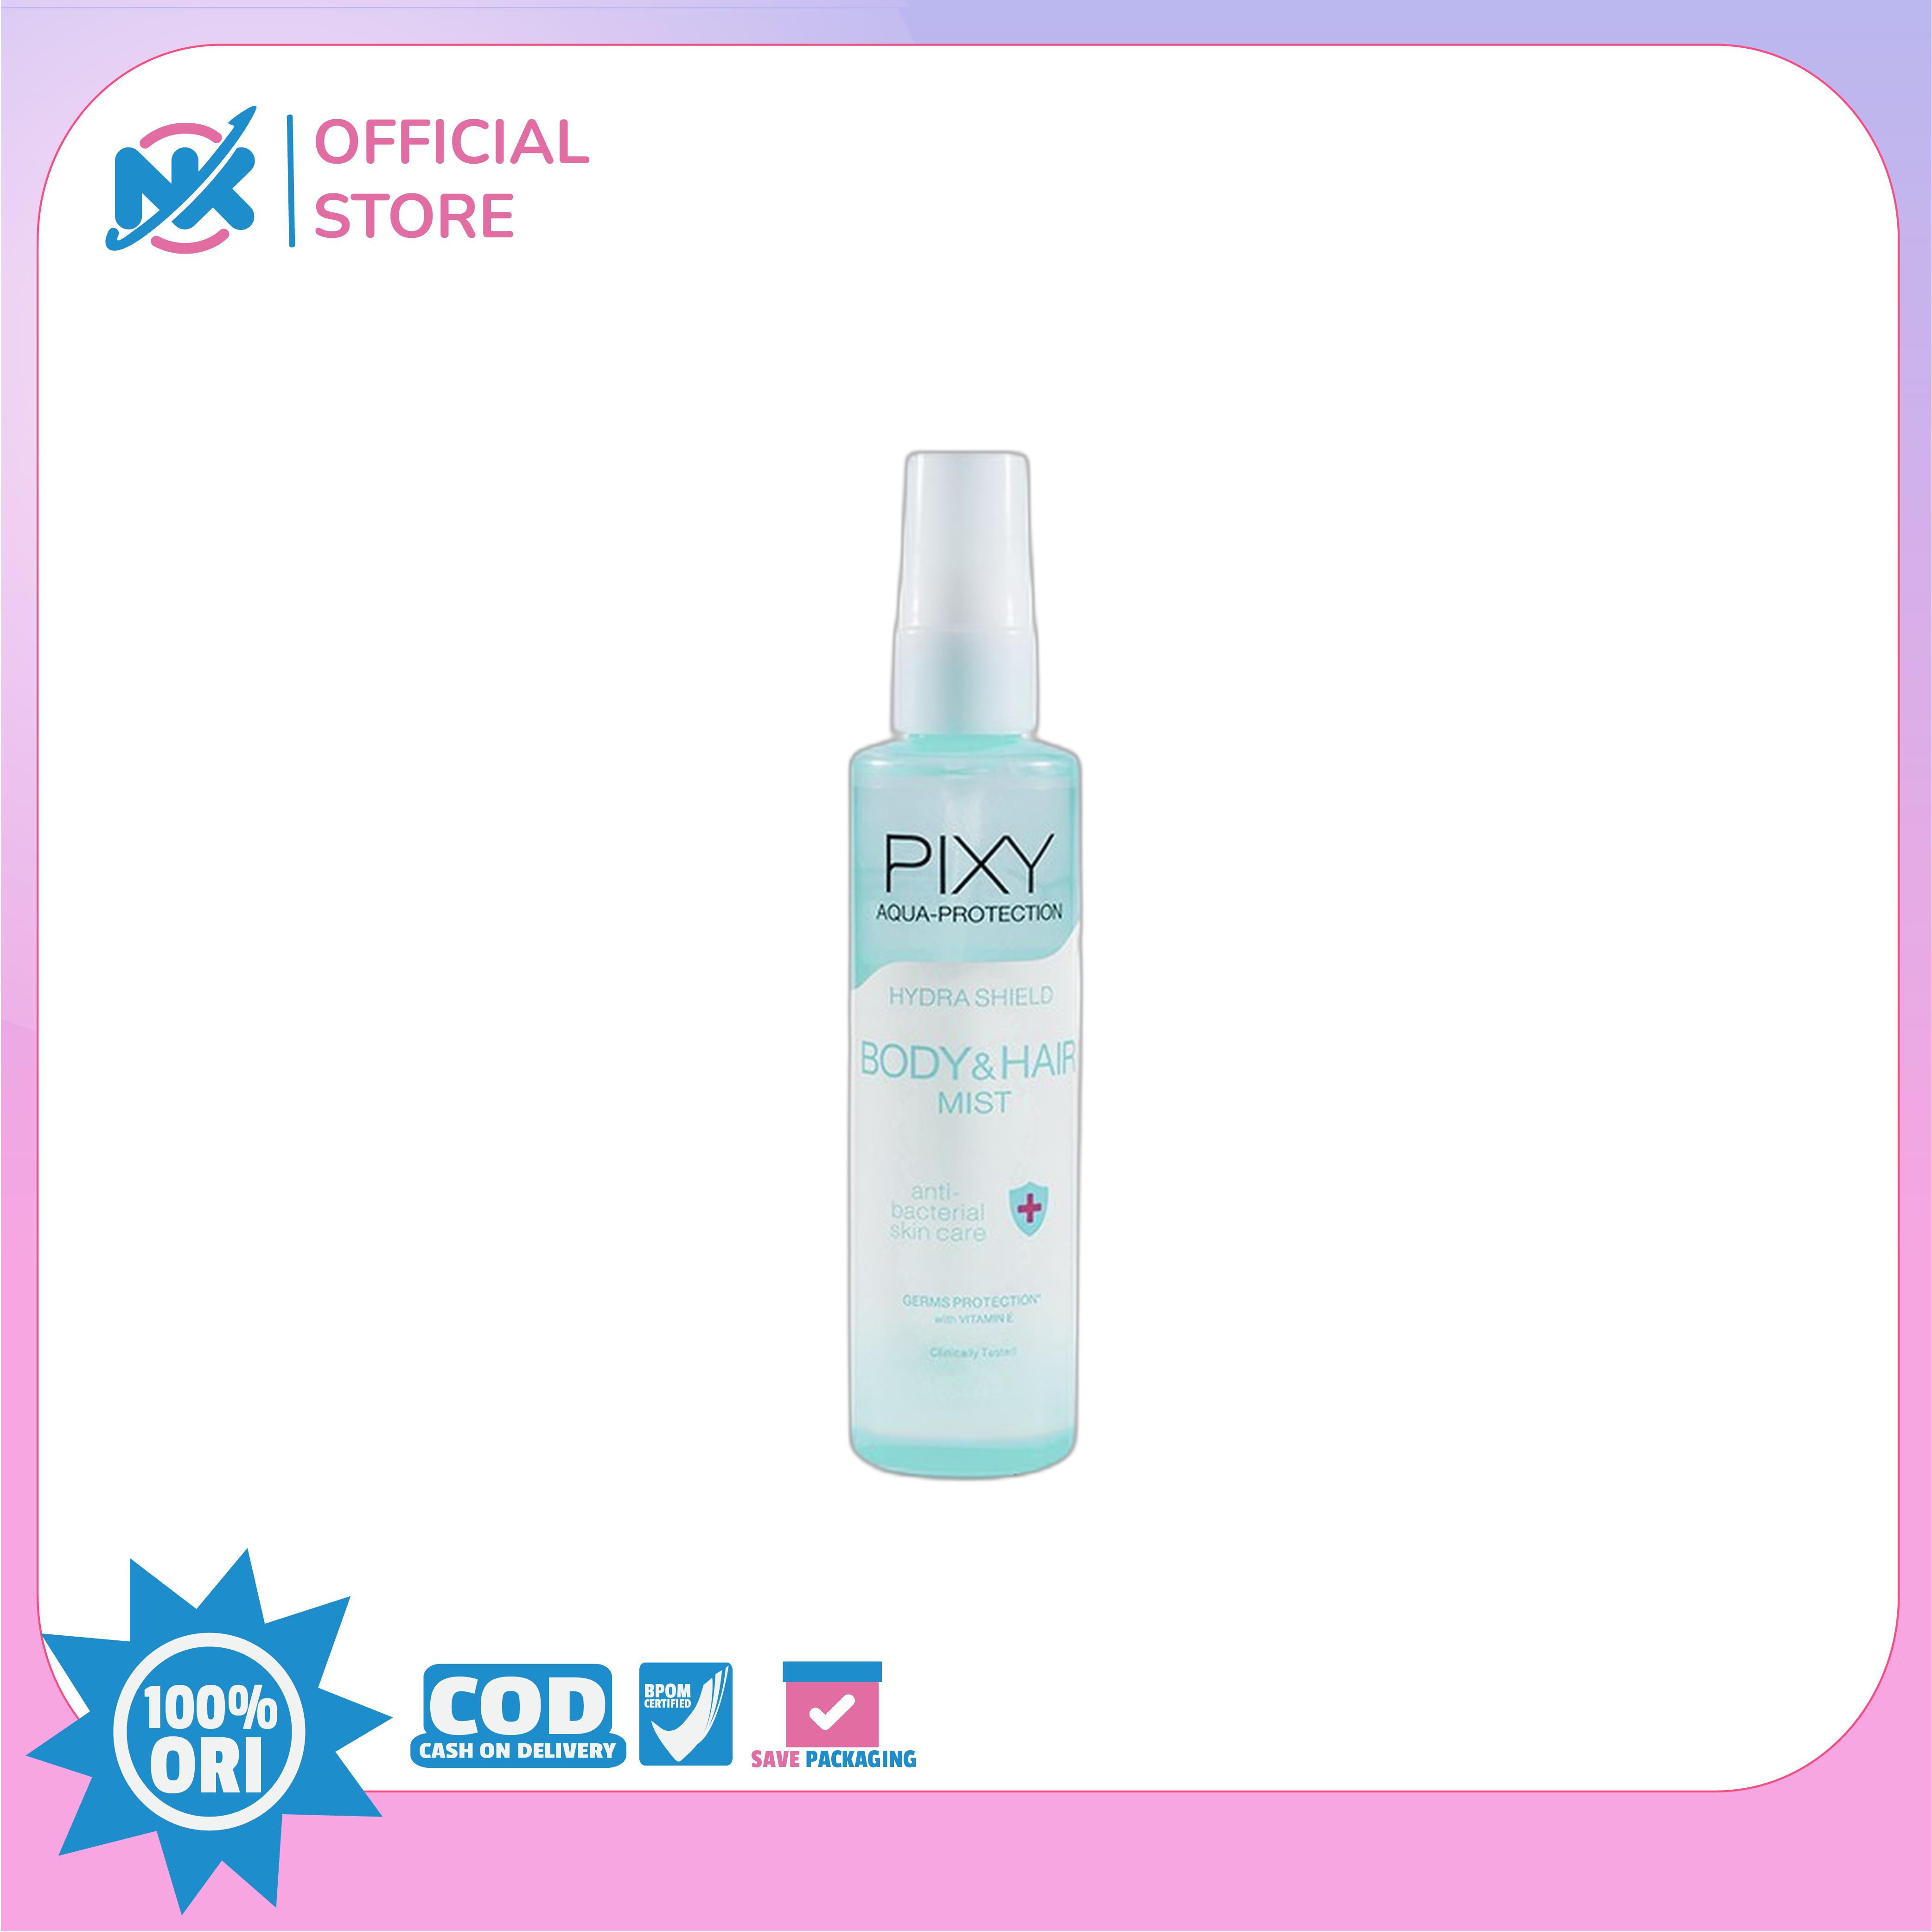 NK
OFFICIAL
STORE
PIXY
AQUA-PROTECTION
HYDRA SHIELD
BODY & HAIR
MIST
anti-
bacterial
skin care
GERMS PROTECTION*
with VITAMIN E
Clinically Tested
100%
ORI
COD
CASH ON DELIVERY
BPOM
CERTIFIED
SAVE PACKAGING